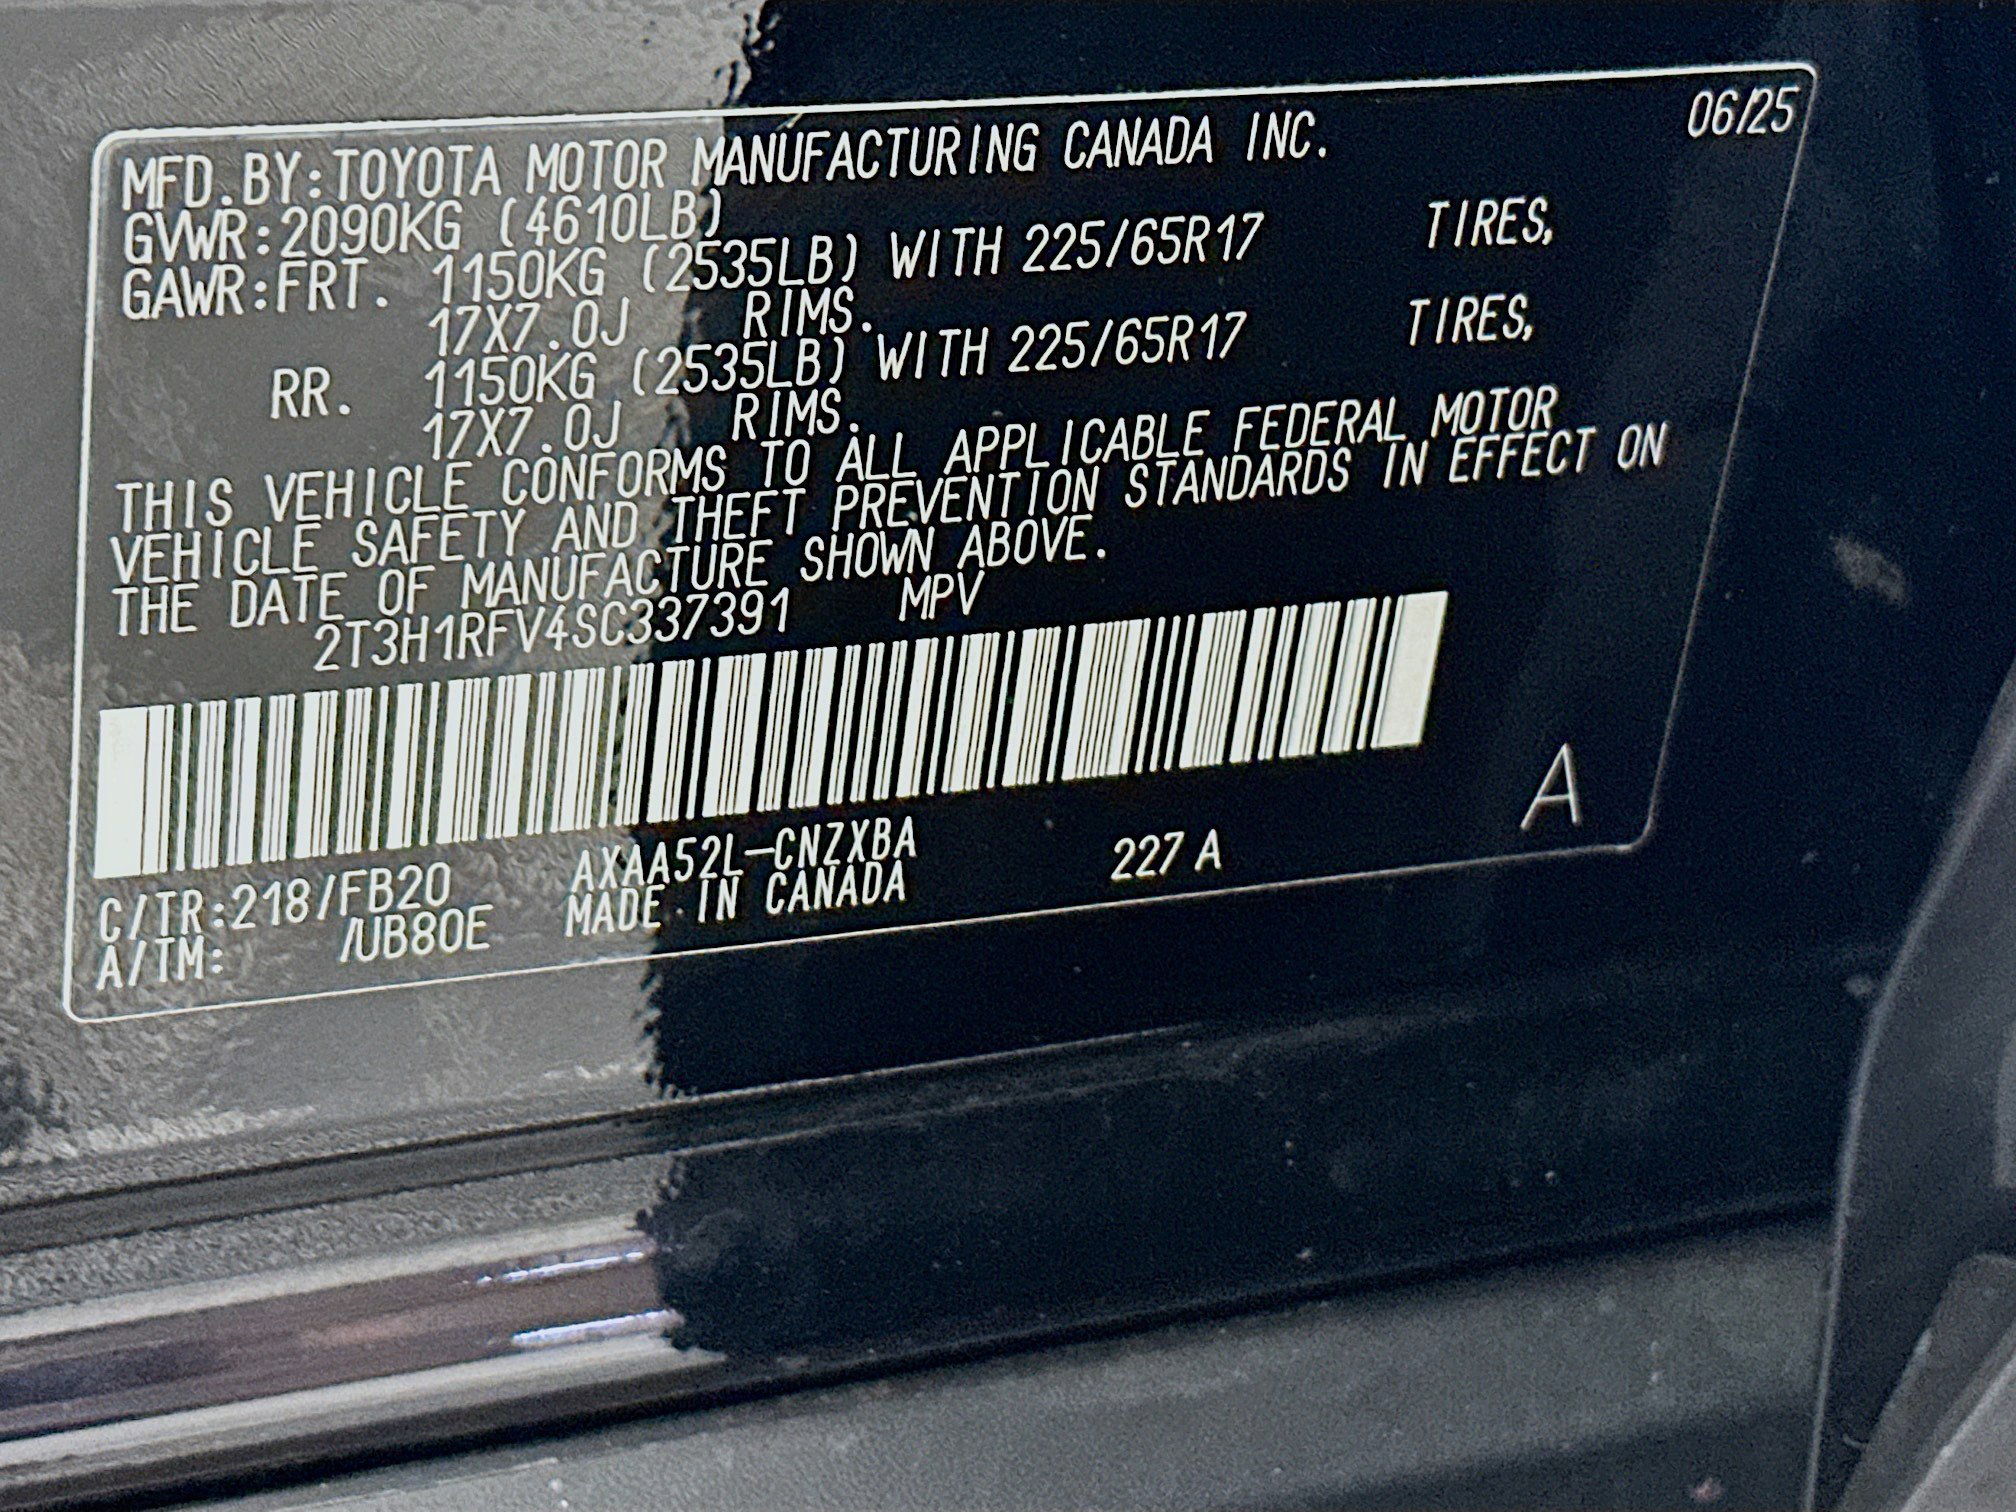 06/25
MFD.BY:TOYOTA MOTOR MANUFACTURING CANADA INC.
GVWR:2090KG (4610LB)
GAWR:FRT. 1150KG (2535LB) WITH 225/65R17 TIRES,
17X7.0J RIMS.
RR. 1150KG (2535LB) WITH 225/65R17 TIRES,
17X7.0J RIMS.
THIS VEHICLE CONFORMS TO ALL APPLICABLE FEDERAL MOTOR
VEHICLE SAFETY AND THEFT PREVENTION STANDARDS IN EFFECT ON
THE DATE OF MANUFACTURE SHOWN ABOVE.
2T3H1RFV4SC337391 MPV
A
C/TR:218/FB20 AXAA52L-CNZXBA 227 A
A/TM: /UB80E MADE IN CANADA